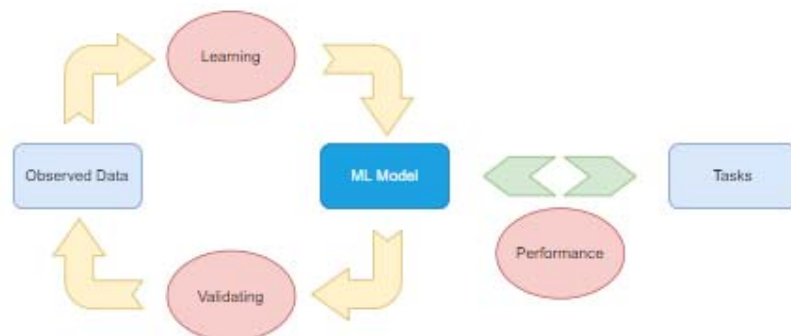 Learning
Observed Data
ML Model
Tasks
Performance
Validating